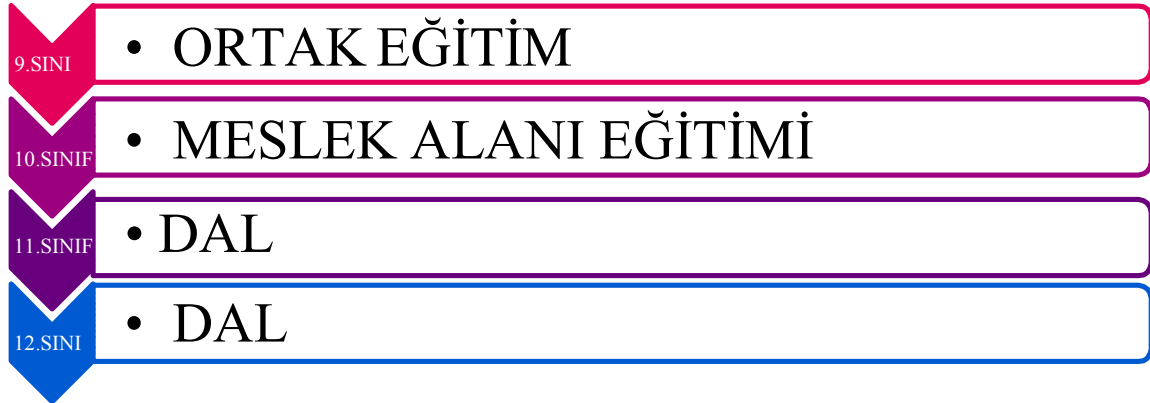 9.SINI
• ORTAK EĞİTİM
10.SINIF
• MESLEK ALANI EĞİTİMİ
11.SINIF
• DAL
12.SINI
• DAL